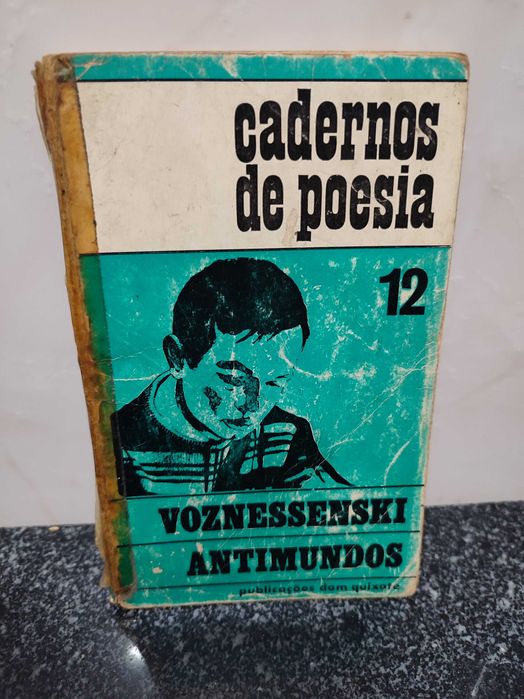 cadernos
de poesia
12
VOZNESSENSKI
ANTIMUNDOS
publicações dom quixote